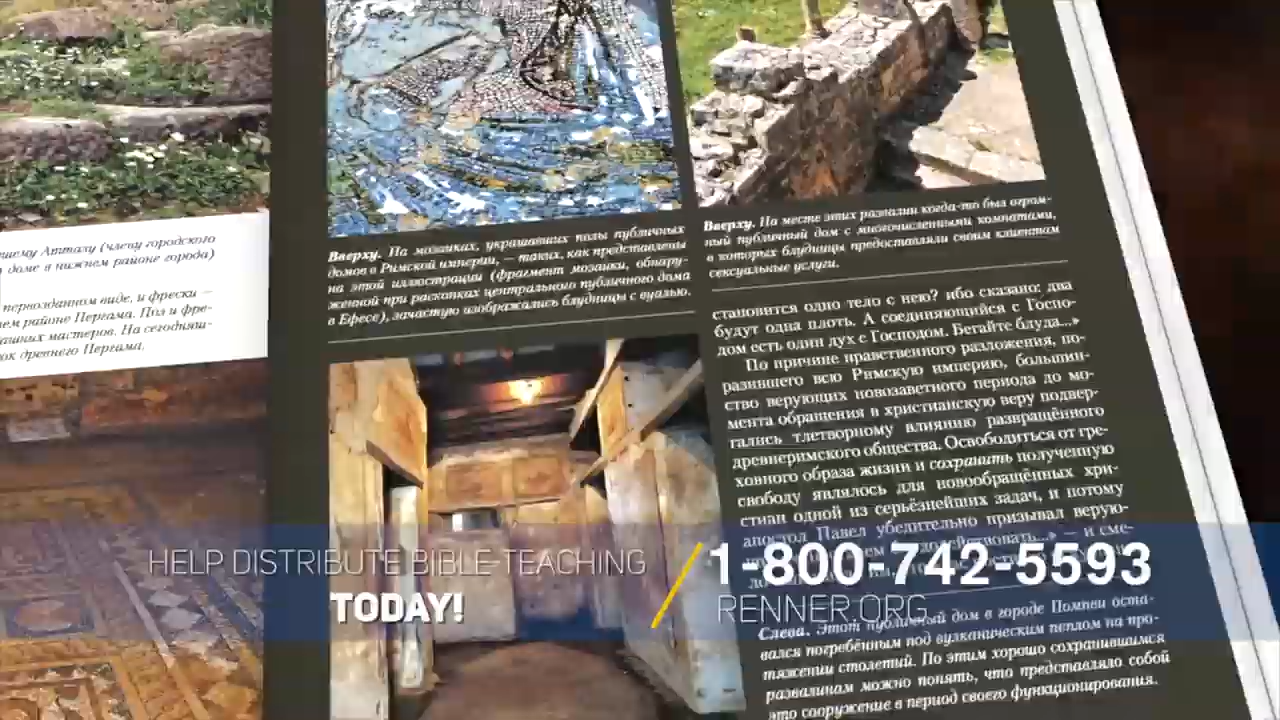 ешему Атталу (члену городского
доме в нижнем районе города)
первозданном виде, и фрески —
ем районе Пергама. Пол и фре-
ашных мастеров. На сегодняш-
ок древнего Пергама.
Вверху. На мозаиках, украшавших полы публичных
домов в Римской империи, — таких, как представлены
на этой иллюстрации (фрагмент мозаики, обнару-
женной при раскопках центрального публичного дома
в Ефесе), зачастую изображались блудницы с вуалью.
Вверху. На месте этих развалин когда-то был огром-
ный публичный дом с многочисленными комнатами,
в которых блудницы предоставляли своим клиентам
сексуальные услуги.
становится одно тело с нею? ибо сказано: два
будут одна плоть. А соединяющийся с Госпо-
дом есть один дух с Господом. Бегайте блуда...»
По причине нравственного разложения, по-
разившего всю Римскую империю, большин-
ство верующих новозаветного периода до мо-
мента обращения в христианскую веру подвер-
гались тлетворному влиянию развращённого
древнеримского общества. Освободиться от гре-
ховного образа жизни и сохранить полученную
свободу являлось для новообращённых хри-
стиан одной из серьёзнейших задач, и потому
апостол Павел убедительно призывал верую-
и сме-
HELP DISTRIBUTE BIBLE TEACHING
TODAY!
1-800-742-5593
RENNER.ORG
Слева. Этот публичный дом в городе Помпеи оста-
вался погребённым под вулканическим пеплом на про-
тяжении столетий. По этим хорошо сохранившимся
развалинам можно понять, что представляло собой
это сооружение в период своего функционирования.